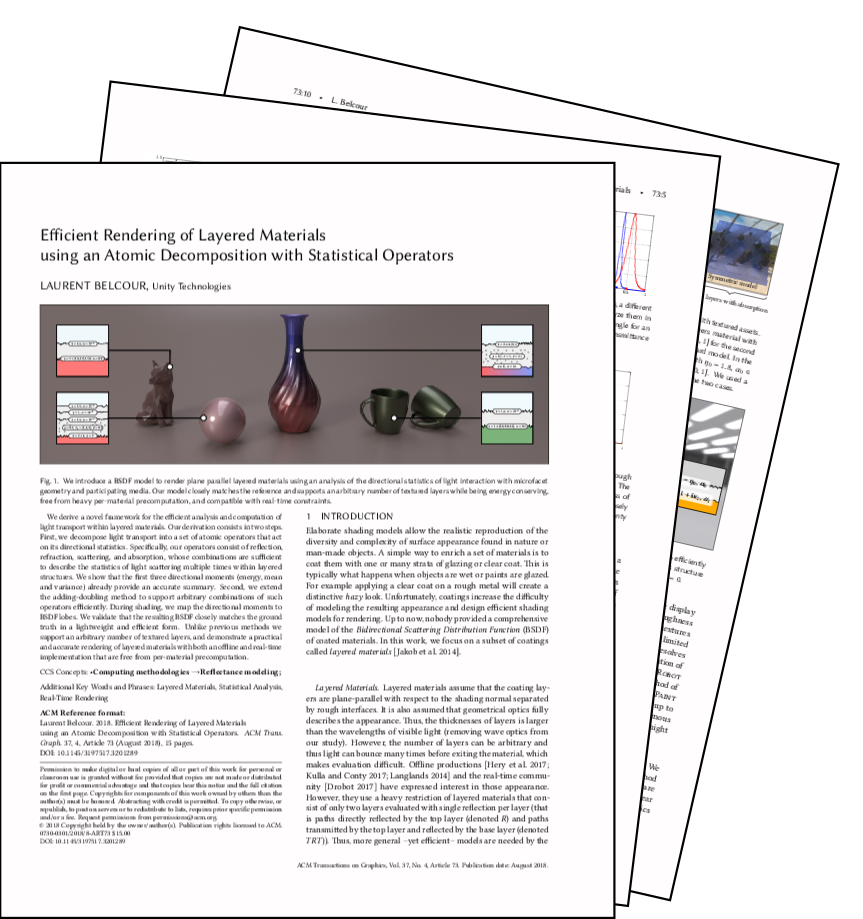 73:10 • L. Belcour
rials • 73:5
Efficient Rendering of Layered Materials
using an Atomic Decomposition with Statistical Operators
LAURENT BELCOUR, Unity Technologies
Fig. 1. We introduce a BSDF model to render plane parallel layered materials using an analysis of the directional statistics of light interaction with microfacet
geometry and participating media. Our model closely matches the reference and supports an arbitrary number of textured layers while being energy conserving,
free from heavy per-material precomputation, and compatible with real-time constraints.
We derive a novel framework for the efficient analysis and computation of
light transport within layered materials. Our derivation consists in two steps.
First, we decompose light transport into a set of atomic operators that act
on its directional statistics. Specifically, our operators consist of reflection,
refraction, scattering, and absorption, whose combinations are sufficient
to describe the statistics of light scattering multiple times within layered
structures. We show that the first three directional moments (energy, mean
and variance) already provide an accurate summary. Second, we extend
the adding-doubling method to support arbitrary combinations of such
operators efficiently. During shading, we map the directional moments to
BSDF lobes. We validate that the resulting BSDF closely matches the ground
truth in a lightweight and efficient form. Unlike previous methods we
support an arbitrary number of textured layers, and demonstrate a practical
and accurate rendering of layered materials with both an offline and real-time
implementation that are free from per-material precomputation.
CCS Concepts: •Computing methodologies →Reflectance modeling;
Additional Key Words and Phrases: Layered Materials, Statistical Analysis,
Real-Time Rendering
ACM Reference format:
Laurent Belcour. 2018. Efficient Rendering of Layered Materials
using an Atomic Decomposition with Statistical Operators. ACM Trans.
Graph. 37, 4, Article 73 (August 2018), 15 pages.
DOI: 10.1145/3197517.3201289
Permission to make digital or hard copies of all or part of this work for personal or
classroom use is granted without fee provided that copies are not made or distributed
for profit or commercial advantage and that copies bear this notice and the full citation
on the first page. Copyrights for components of this work owned by others than the
author(s) must be honored. Abstracting with credit is permitted. To copy otherwise, or
republish, to post on servers or to redistribute to lists, requires prior specific permission
and/or a fee. Request permissions from permissions@acm.org.
© 2018 Copyright held by the owner/author(s). Publication rights licensed to ACM.
0730-0301/2018/8-ART73 $15.00
DOI: 10.1145/3197517.3201289
1 INTRODUCTION
Elaborate shading models allow the realistic reproduction of the
diversity and complexity of surface appearance found in nature or
man-made objects. A simple way to enrich a set of materials is to
coat them with one or many strata of glazing or clear coat. This is
typically what happens when objects are wet or paints are glazed.
For example applying a clear coat on a rough metal will create a
distinctive hazy look. Unfortunately, coatings increase the difficulty
of modeling the resulting appearance and design efficient shading
models for rendering. Up to now, nobody provided a comprehensive
model of the Bidirectional Scattering Distribution Function (BSDF)
of coated materials. In this work, we focus on a subset of coatings
called layered materials [Jakob et al. 2014].
Layered Materials. Layered materials assume that the coating lay-
ers are plane-parallel with respect to the shading normal separated
by rough interfaces. It is also assumed that geometrical optics fully
describes the appearance. Thus, the thicknesses of layers is larger
than the wavelengths of visible light (removing wave optics from
our study). However, the number of layers can be arbitrary and
thus light can bounce many times before exiting the material, which
makes evaluation difficult. Offline productions [Hery et al. 2017;
Kulla and Conty 2017; Langlands 2014] and the real-time commu-
nity [Drobot 2017] have expressed interest in those appearance.
However, they use a heavy restriction of layered materials that con-
sist of only two layers evaluated with single reflection per layer (that
is paths directly reflected by the top layer (denoted R) and paths
transmitted by the top layer and reflected by the base layer (denoted
TRT)). Thus, more general –yet efficient– models are needed by the
ACM Transactions on Graphics, Vol. 37, No. 4, Article 73. Publication date: August 2018.